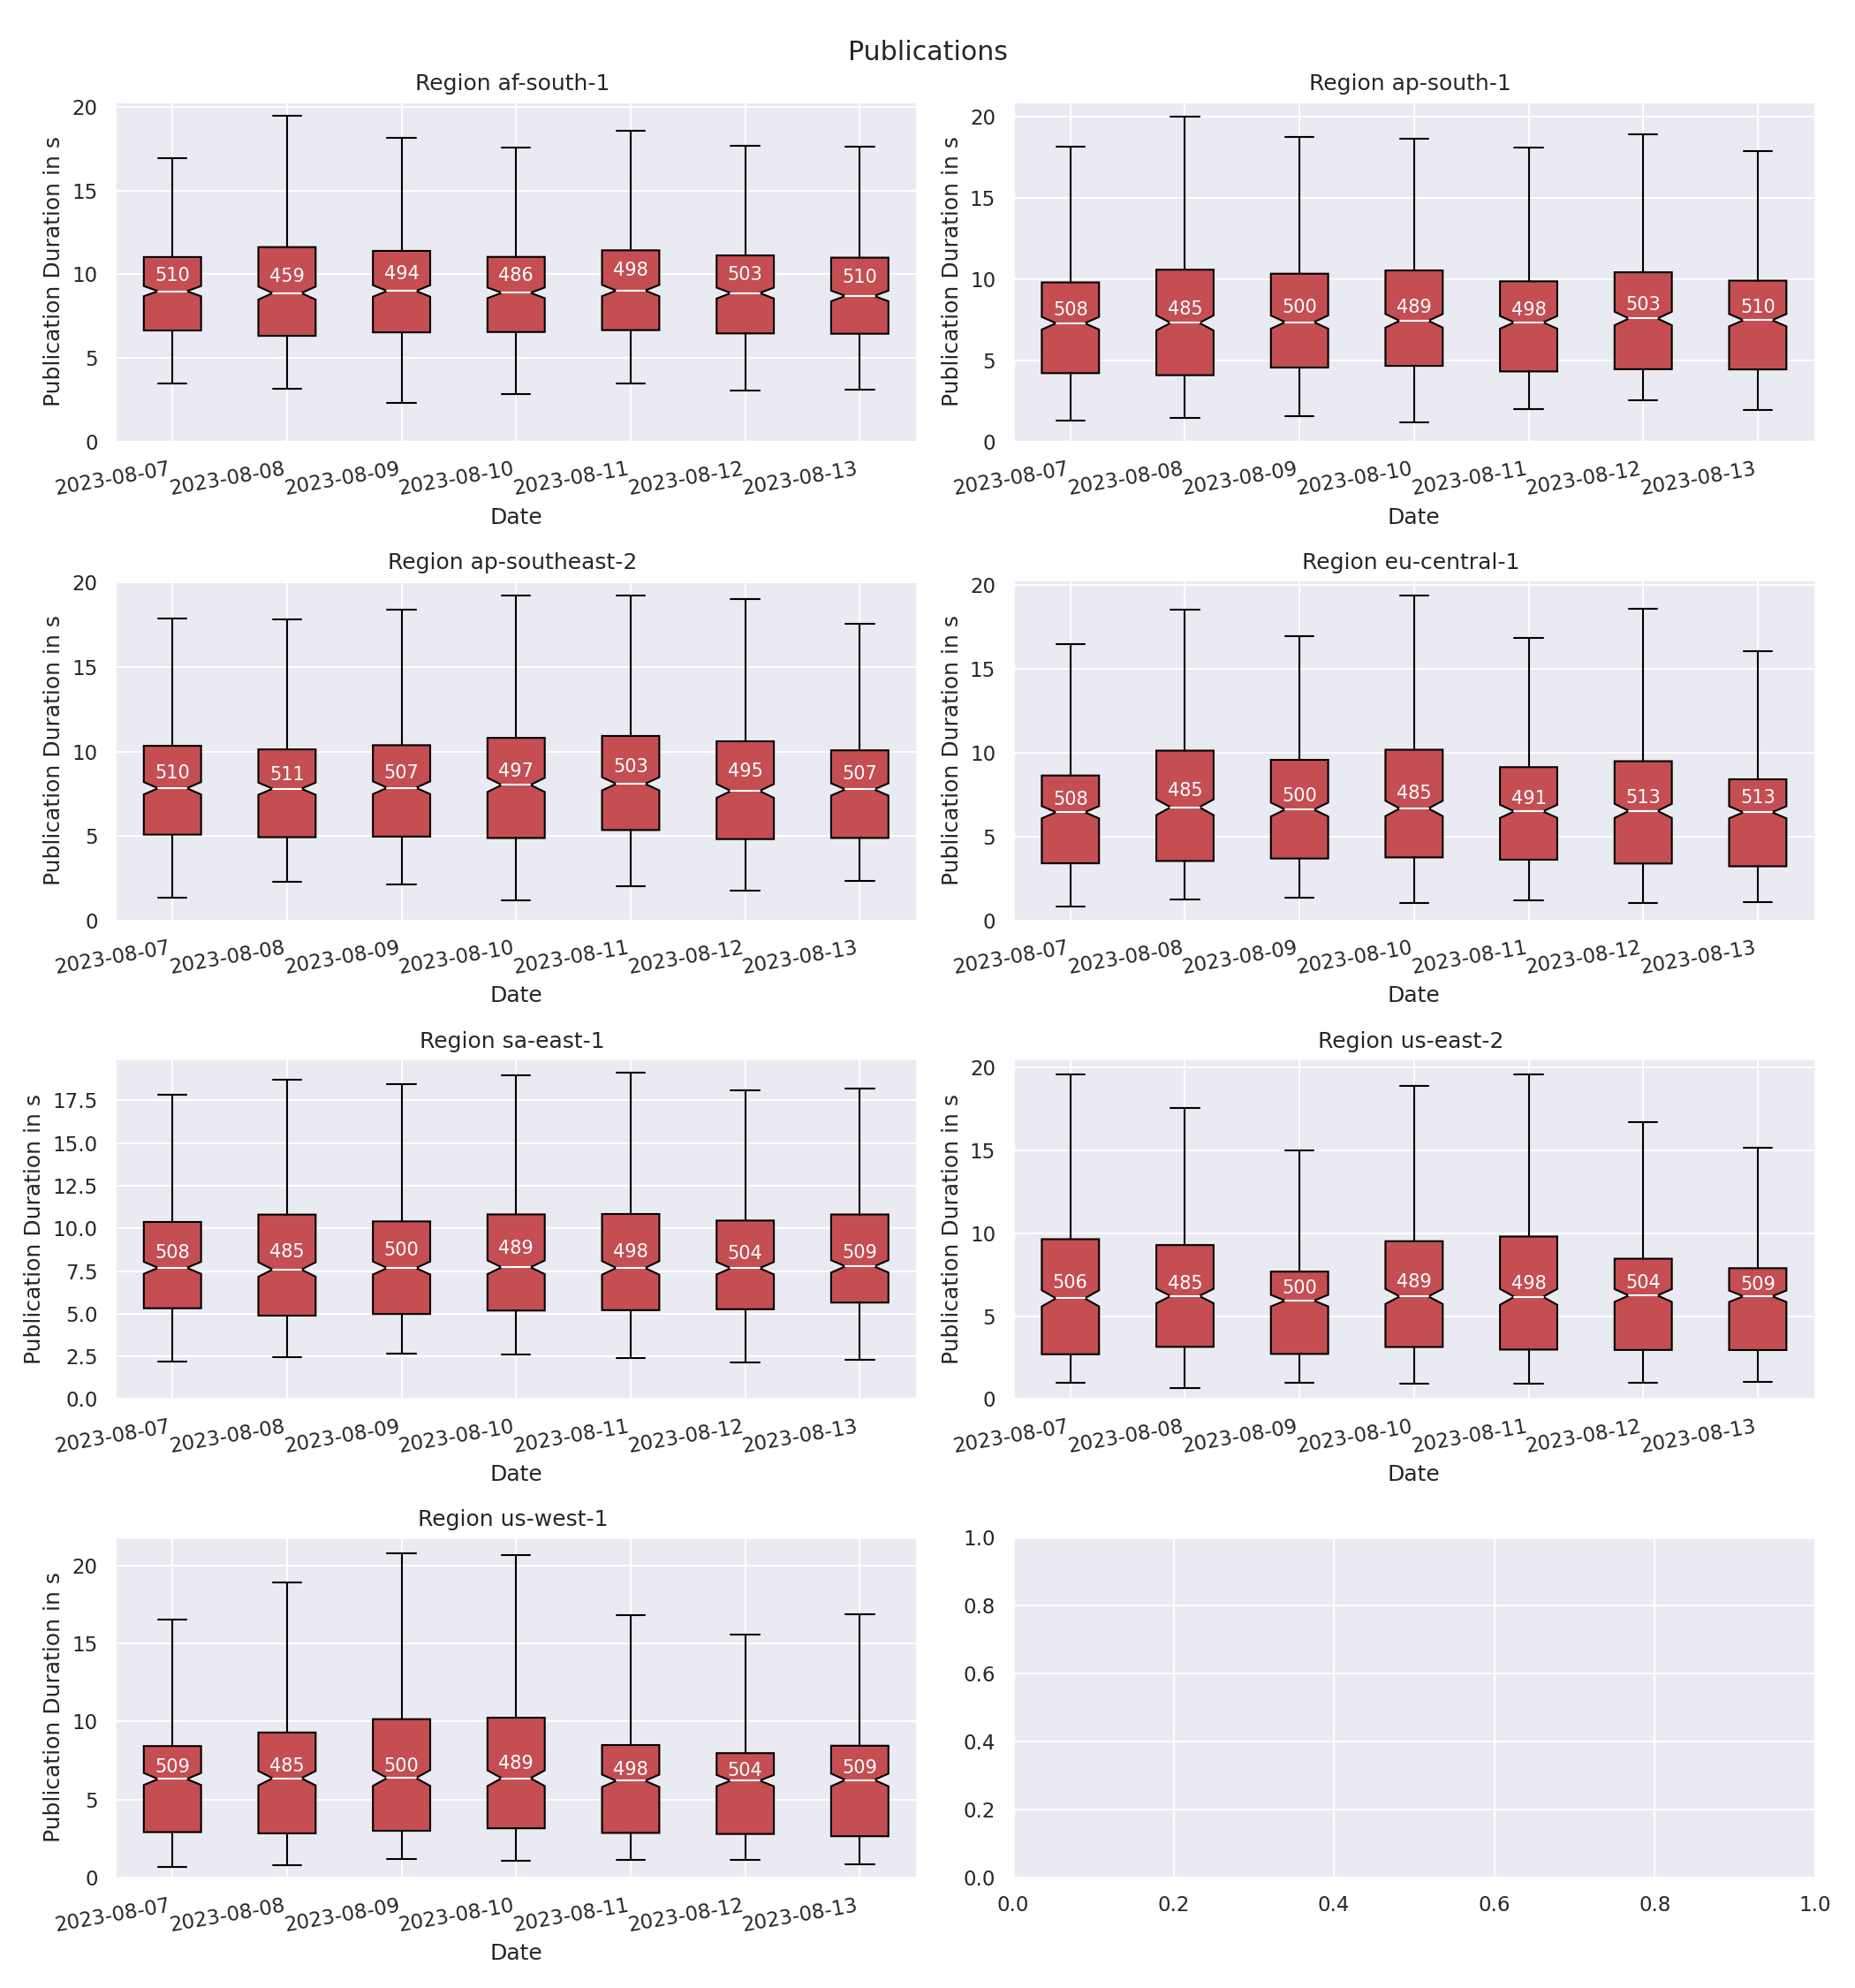 Publications
Region af-south-1
Publication Duration in s
20
15
10
5
0
510 459 494 486 498 503 510
2023-08-07 2023-08-08 2023-08-09 2023-08-10 2023-08-11 2023-08-12 2023-08-13
Date
Region ap-south-1
Publication Duration in s
20
15
10
5
0
508 485 500 489 498 503 510
2023-08-07 2023-08-08 2023-08-09 2023-08-10 2023-08-11 2023-08-12 2023-08-13
Date
Region ap-southeast-2
Publication Duration in s
20
15
10
5
0
510 511 507 497 503 495 507
2023-08-07 2023-08-08 2023-08-09 2023-08-10 2023-08-11 2023-08-12 2023-08-13
Date
Region eu-central-1
Publication Duration in s
20
15
10
5
0
508 485 500 485 491 513 513
2023-08-07 2023-08-08 2023-08-09 2023-08-10 2023-08-11 2023-08-12 2023-08-13
Date
Region sa-east-1
Publication Duration in s
17.5
15.0
12.5
10.0
7.5
5.0
2.5
0.0
508 485 500 489 498 504 509
2023-08-07 2023-08-08 2023-08-09 2023-08-10 2023-08-11 2023-08-12 2023-08-13
Date
Region us-east-2
Publication Duration in s
20
15
10
5
0
506 485 500 489 498 504 509
2023-08-07 2023-08-08 2023-08-09 2023-08-10 2023-08-11 2023-08-12 2023-08-13
Date
Region us-west-1
Publication Duration in s
20
15
10
5
0
509 485 500 489 498 504 509
2023-08-07 2023-08-08 2023-08-09 2023-08-10 2023-08-11 2023-08-12 2023-08-13
Date
1.0
0.8
0.6
0.4
0.2
0.0
0.0 0.2 0.4 0.6 0.8 1.0